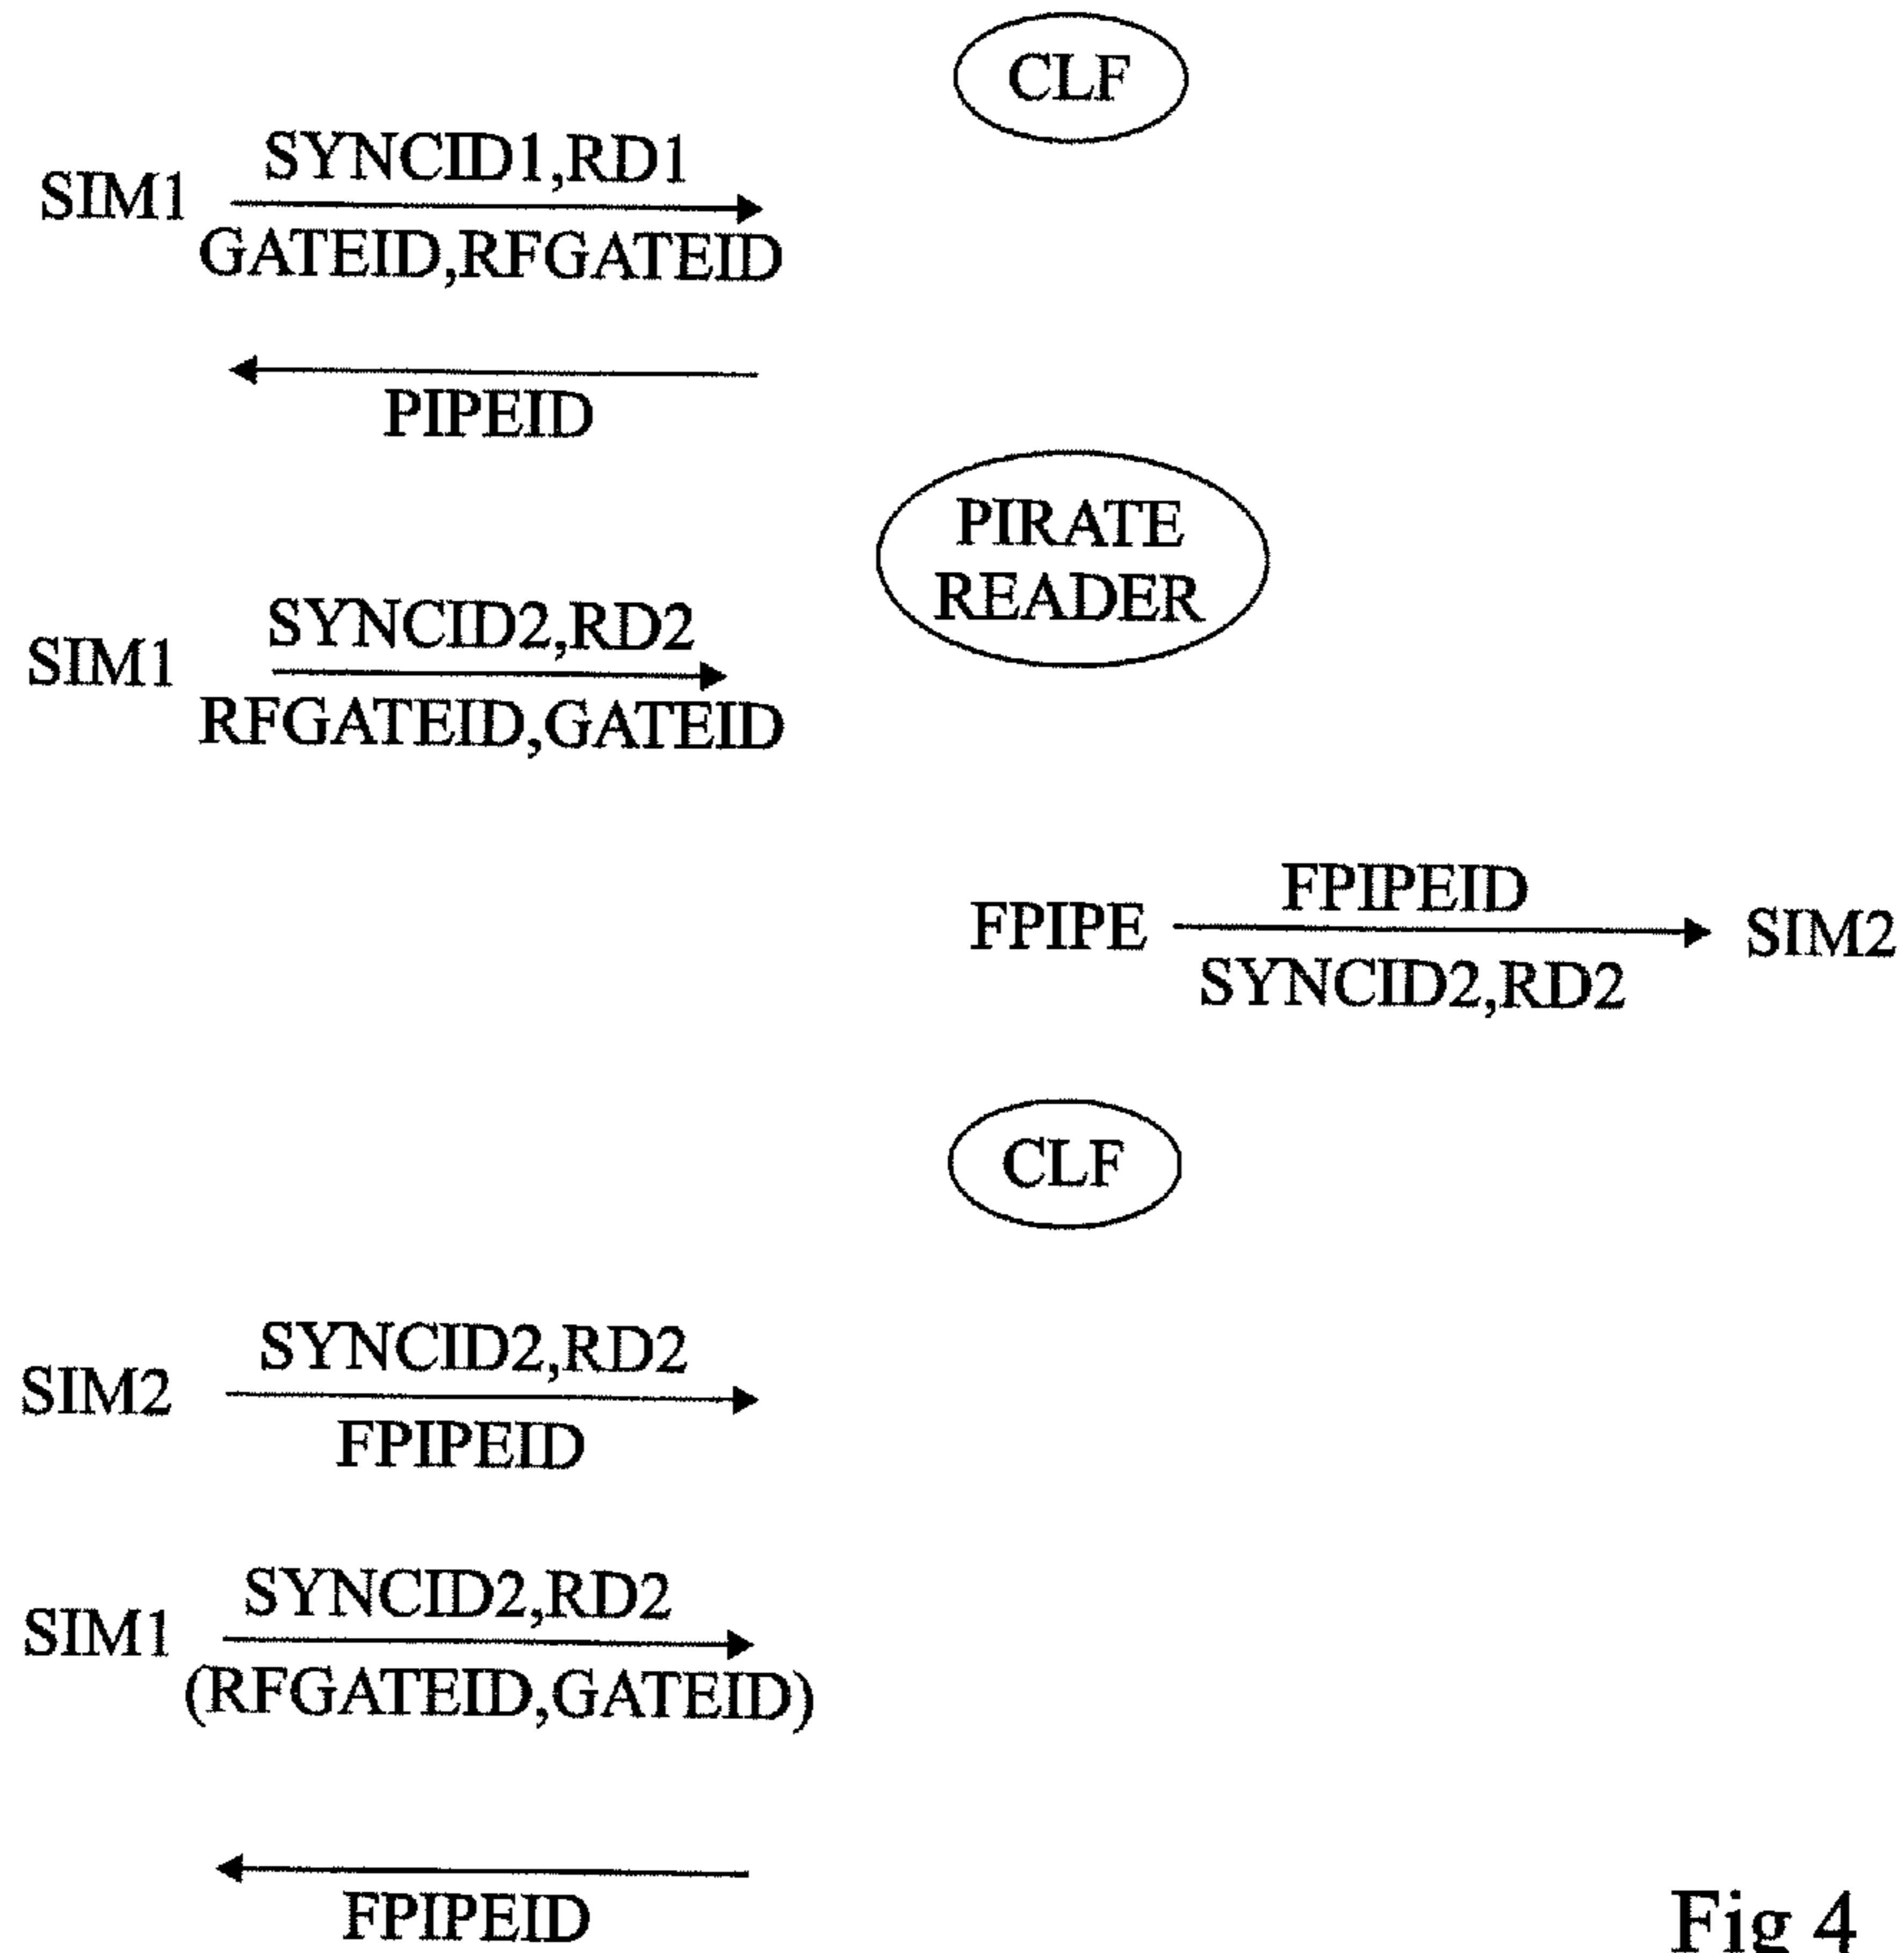 CLF
SYNCID1,RD1
SIM1
GATEID,RFGATEID
PIPEID
PIRATE
READER
SYNCID2,RD2
SIM1
RFGATEID,GATEID
FPIPEID
FPIPE
SIM2
SYNCID2,RD2
CLF
SYNCID2,RD2
SIM2
FPIPEID
SYNCID2,RD2
SIM1
(RFGATEID,GATEID)
FPIPEID
Fig 4